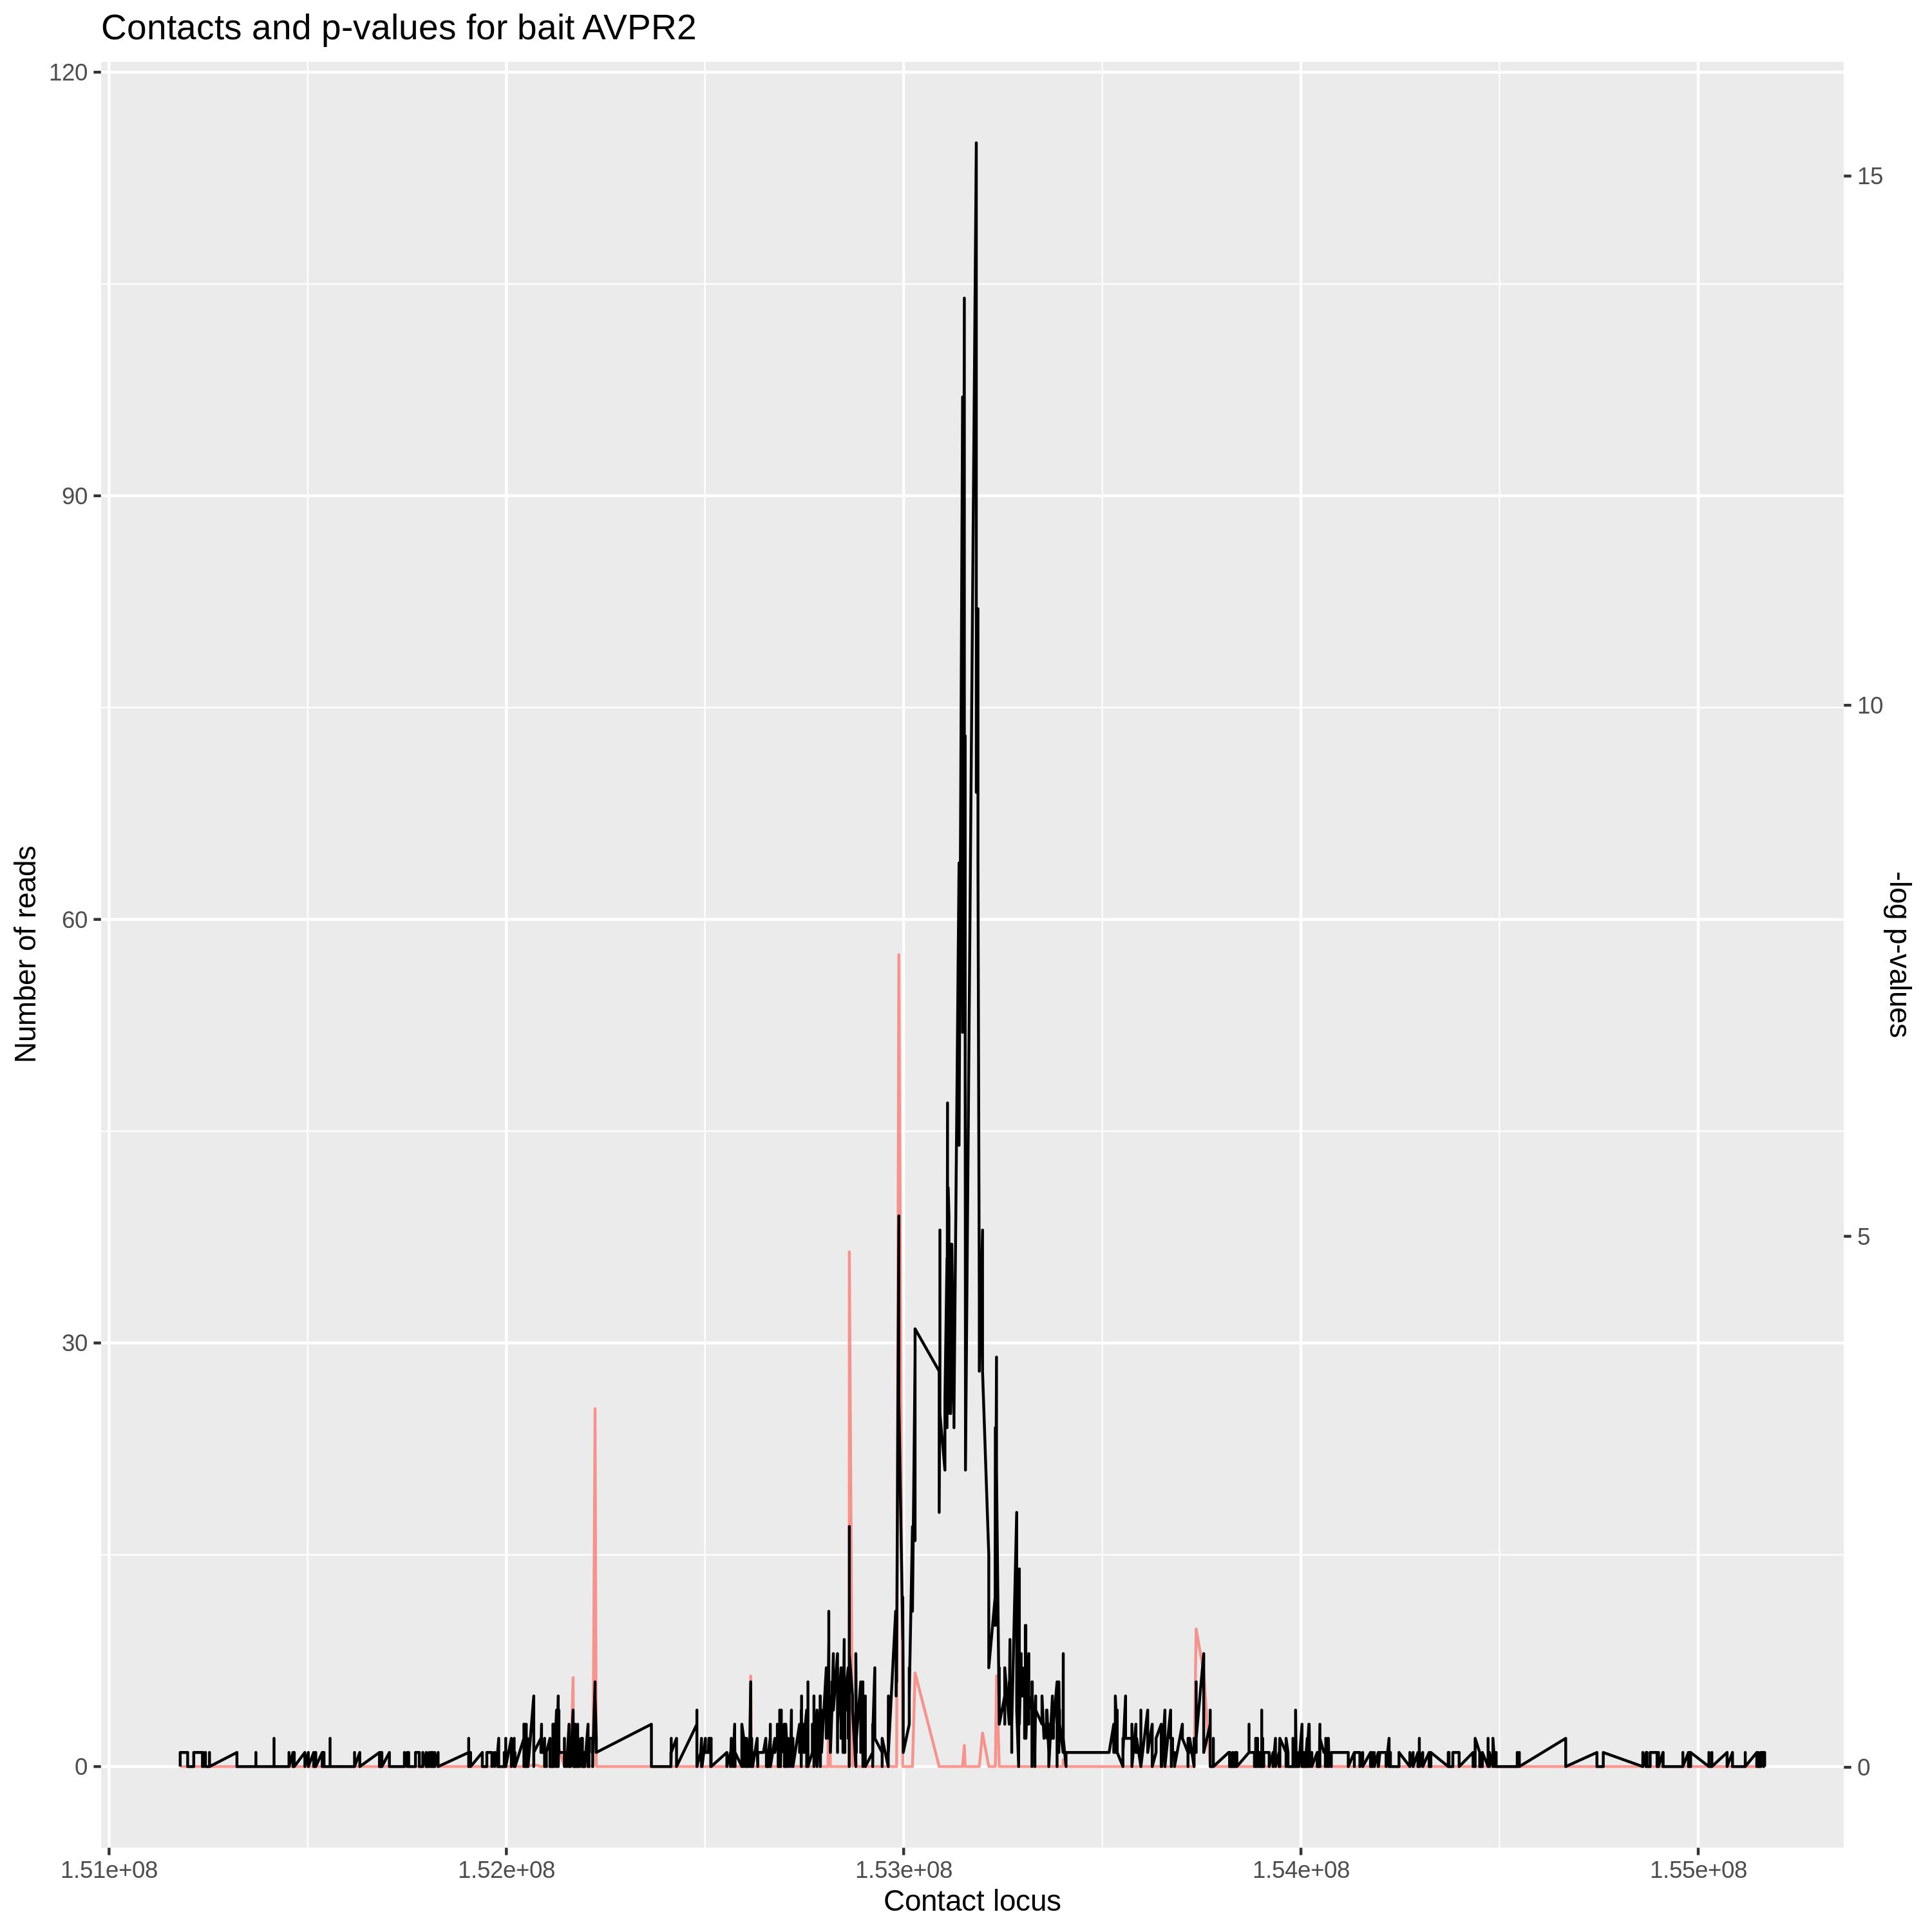 Contacts and p-values for bait AVPR2
120
90
60
30
0
Number of reads
15
10
5
0
-log p-values
1.51e+08
1.52e+08
1.53e+08
1.54e+08
1.55e+08
Contact locus